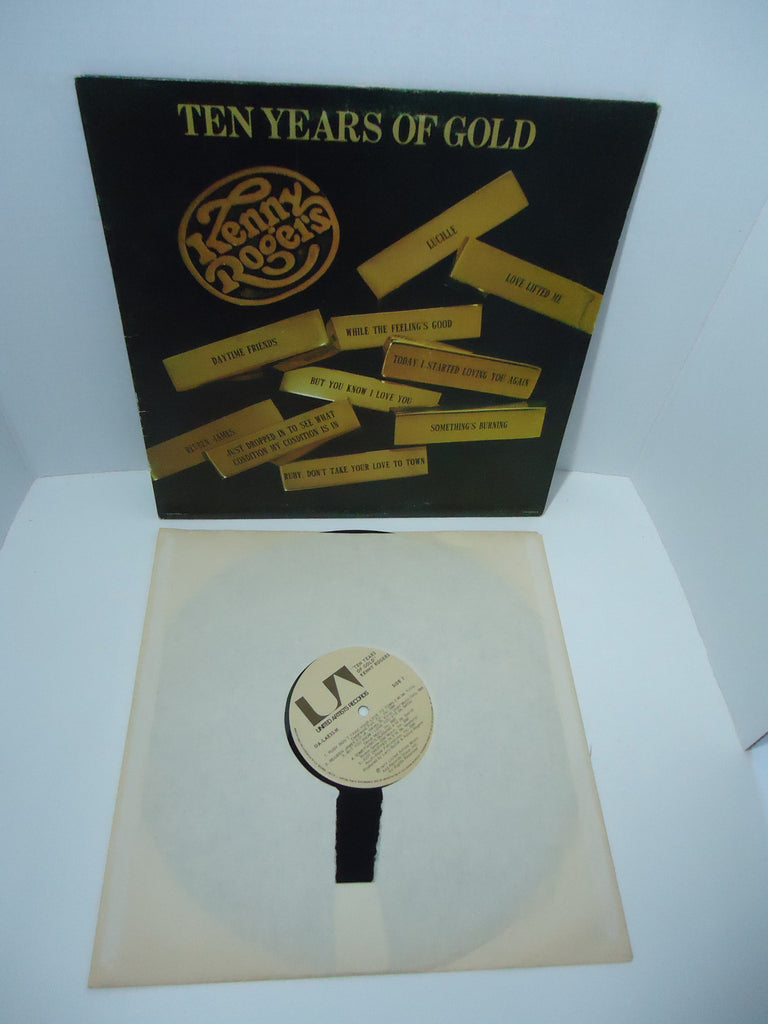 TEN YEARS OF GOLD
Kenny
Rogers
LUCILLE
LOVE LIFTED ME
WHILE THE FEELING'S GOOD
DAYTIME FRIENDS
TODAY I STARTED LOVING YOU AGAIN
BUT YOU KNOW I LOVE YOU
REUBEN JAMES
JUST DROPPED IN TO SEE WHAT
CONDITION MY CONDITION IS IN
SOMETHING'S BURNING
RUBY, DON'T TAKE YOUR LOVE TO TOWN
"TEN YEARS
OF GOLD"
KENNY ROGERS
UA
UNITED ARTISTS RECORDS
SIDE 1